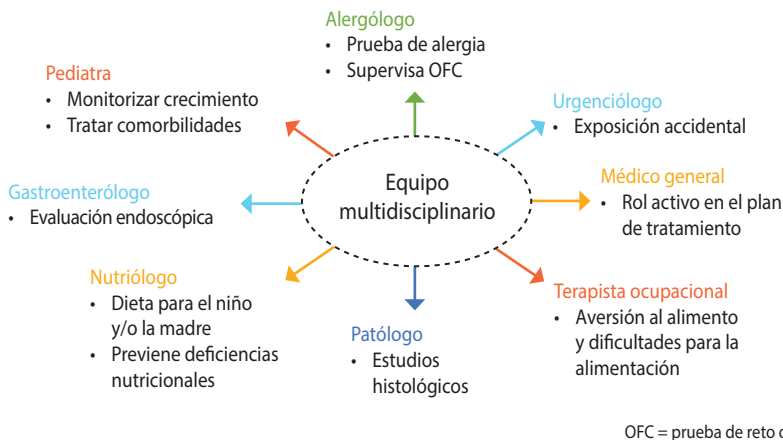 Alergólogo
• Prueba de alergia
• Supervisa OFC
Pediatra
• Monitorizar crecimiento
• Tratar comorbilidades
Urgenciólogo
• Exposición accidental
Gastroenterólogo
• Evaluación endoscópica
Equipo
multidisciplinario
Médico general
• Rol activo en el plan
de tratamiento
Nutriólogo
• Dieta para el niño
y/o la madre
• Previene deficiencias
nutricionales
Patólogo
• Estudios
histológicos
Terapista ocupacional
• Aversión al alimento
y dificultades para la
alimentación
OFC = prueba de reto